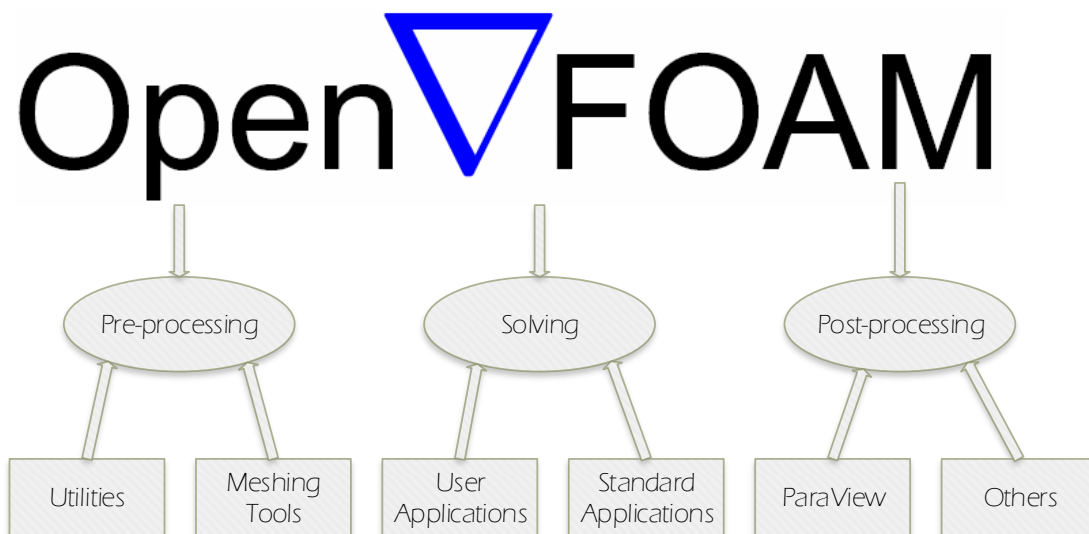 Open∇FOAM
Pre-processing
Solving
Post-processing
Utilities
Meshing
Tools
User
Applications
Standard
Applications
ParaView
Others